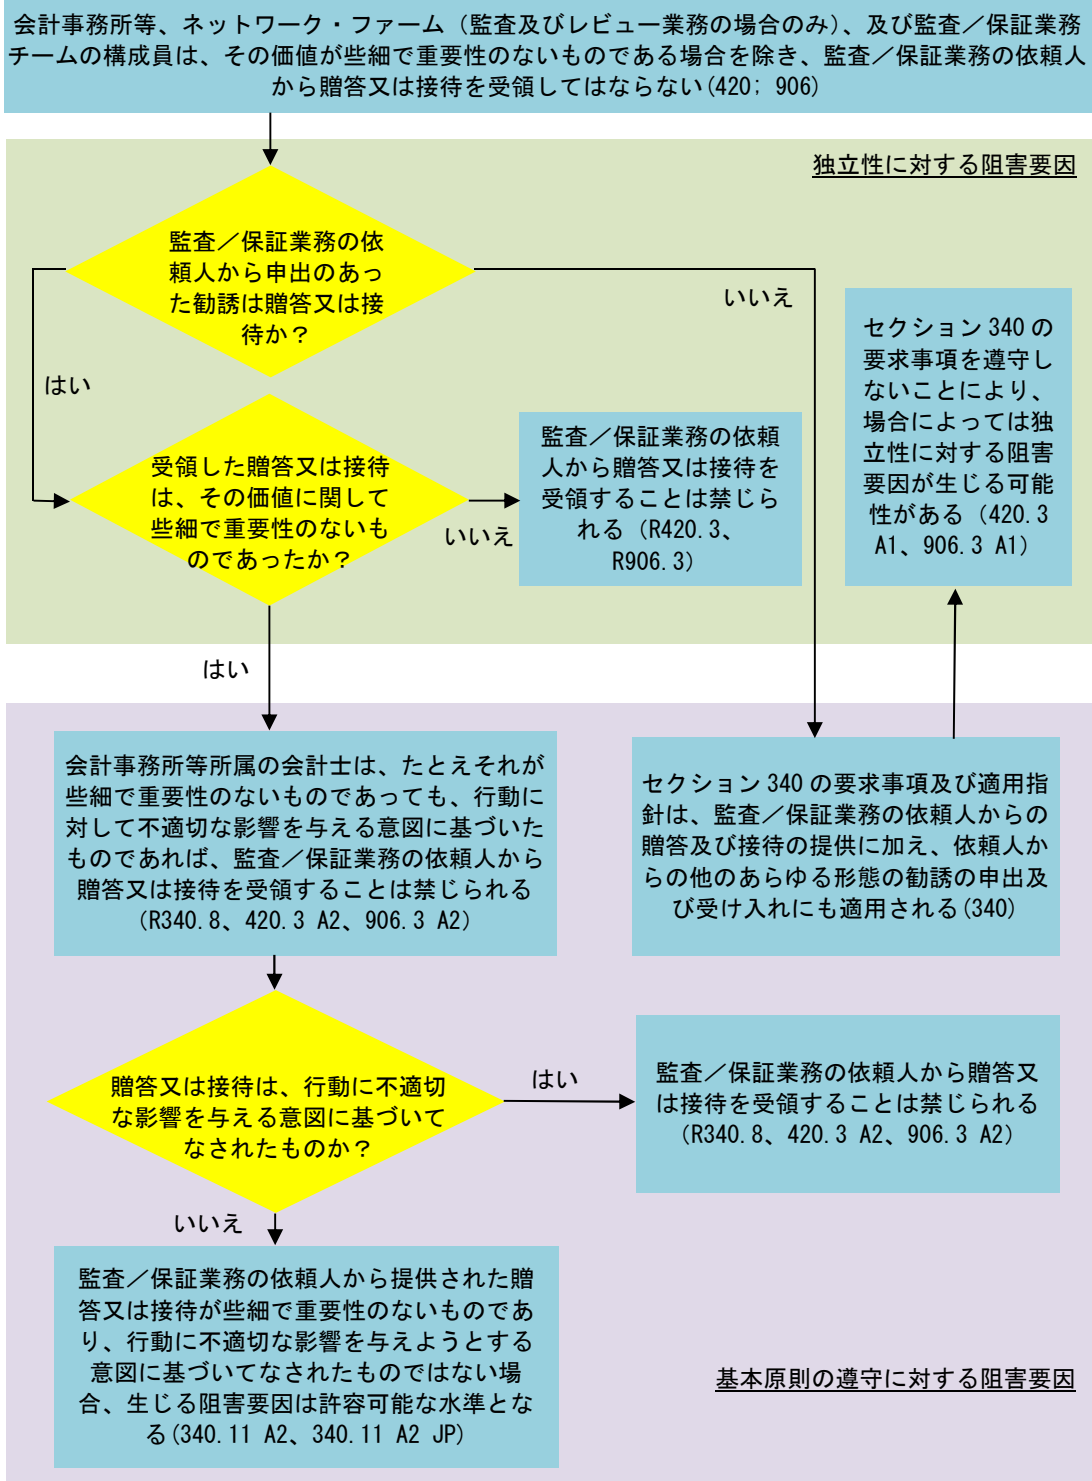 会計事務所等、ネットワーク・ファーム（監査及びレビュー業務の場合のみ）、及び監査／保証業務
チームの構成員は、その価値が些細で重要性のないものである場合を除き、監査／保証業務の依頼人
から贈答又は接待を受領してはならない(420; 906)
独立性に対する阻害要因
監査／保証業務の依
頼人から申出のあっ
た勧誘は贈答又は接
待か？
いいえ
はい
セクション 340 の
要求事項を遵守し
ないことにより、
場合によっては独
立性に対する阻害
要因が生じる可能
性がある（420.3
A1、906.3 A1）
受領した贈答又は接待
は、その価値に関して
些細で重要性のないも
のであったか？
いいえ
監査／保証業務の依頼
人から贈答又は接待を
受領することは禁じら
れる（R420.3、
R906.3）
はい
会計事務所等所属の会計士は、たとえそれが
些細で重要性のないものであっても、行動に
対して不適切な影響を与える意図に基づいた
ものであれば、監査／保証業務の依頼人から
贈答又は接待を受領することは禁じられる
（R340.8、420.3 A2、906.3 A2）
セクション 340 の要求事項及び適用指
針は、監査／保証業務の依頼人からの
贈答及び接待の提供に加え、依頼人か
らの他のあらゆる形態の勧誘の申出及
び受け入れにも適用される(340)
贈答又は接待は、行動に不適切
な影響を与える意図に基づいて
なされたものか？
はい
監査／保証業務の依頼人から贈答又
は接待を受領することは禁じられる
（R340.8、420.3 A2、906.3 A2）
いいえ
監査／保証業務の依頼人から提供された贈
答又は接待が些細で重要性のないものであ
り、行動に不適切な影響を与えようとする
意図に基づいてなされたものではない場
合、生じる阻害要因は許容可能な水準とな
る(340.11 A2、340.11 A2 JP)
基本原則の遵守に対する阻害要因